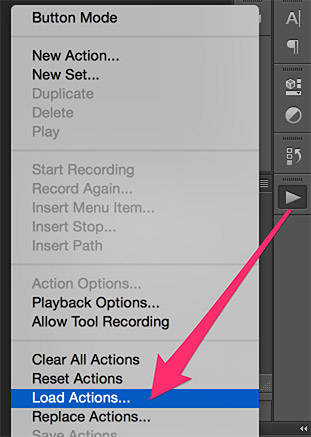 Button Mode
New Action...
New Set...
Duplicate
Delete
Play
Start Recording
Record Again...
Insert Menu Item...
Insert Stop...
Insert Path
Action Options...
Playback Options...
Allow Tool Recording
Clear All Actions
Reset Actions
Load Actions...
Replace Actions...
Save Actions...
A